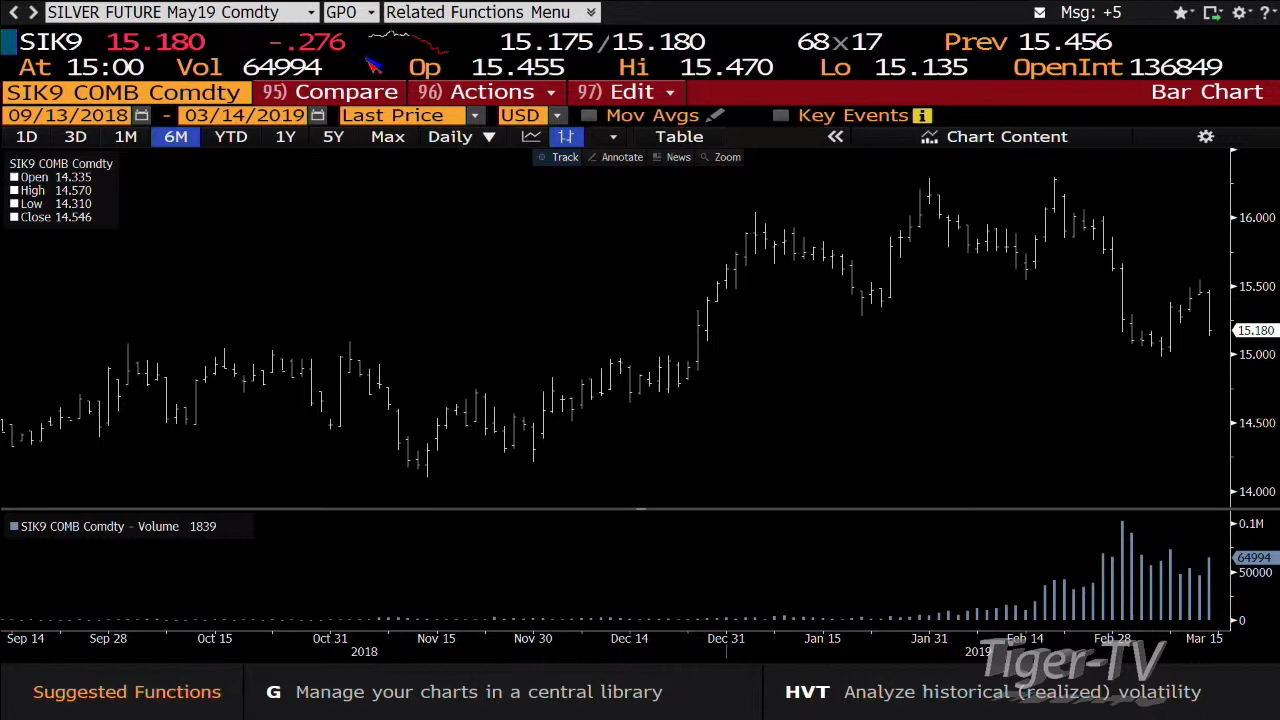 SILVER FUTURE May19 Comdty GPO Related Functions Menu Msg: +5
SIK9 15.180 -.276 15.175/15.180 68x17 Prev 15.456
At 15:00 Vol 64994 Op 15.455 Hi 15.470 Lo 15.135 OpenInt 136849
SIK9 COMB Comdty 95) Compare 96) Actions 97) Edit Bar Chart
09/13/2018 - 03/14/2019 Last Price USD Mov Avgs Key Events
1D 3D 1M 6M YTD 1Y 5Y Max Daily Table Chart Content
Track Annotate News Zoom
SIK9 COMB Comdty
Open 14.335
High 14.570
Low 14.310
Close 14.546
16.000
15.500
15.180
15.000
14.500
14.000
SIK9 COMB Comdty - Volume 1839
0.1M
64994
50000
0
Sep 14 Sep 28 Oct 15 Oct 31 Nov 15 Nov 30 Dec 14 Dec 31 Jan 15 Jan 31 Feb 14 Feb 28 Mar 15
2018 2019
Tiger-TV
Suggested Functions G Manage your charts in a central library HVT Analyze historical (realized) volatility